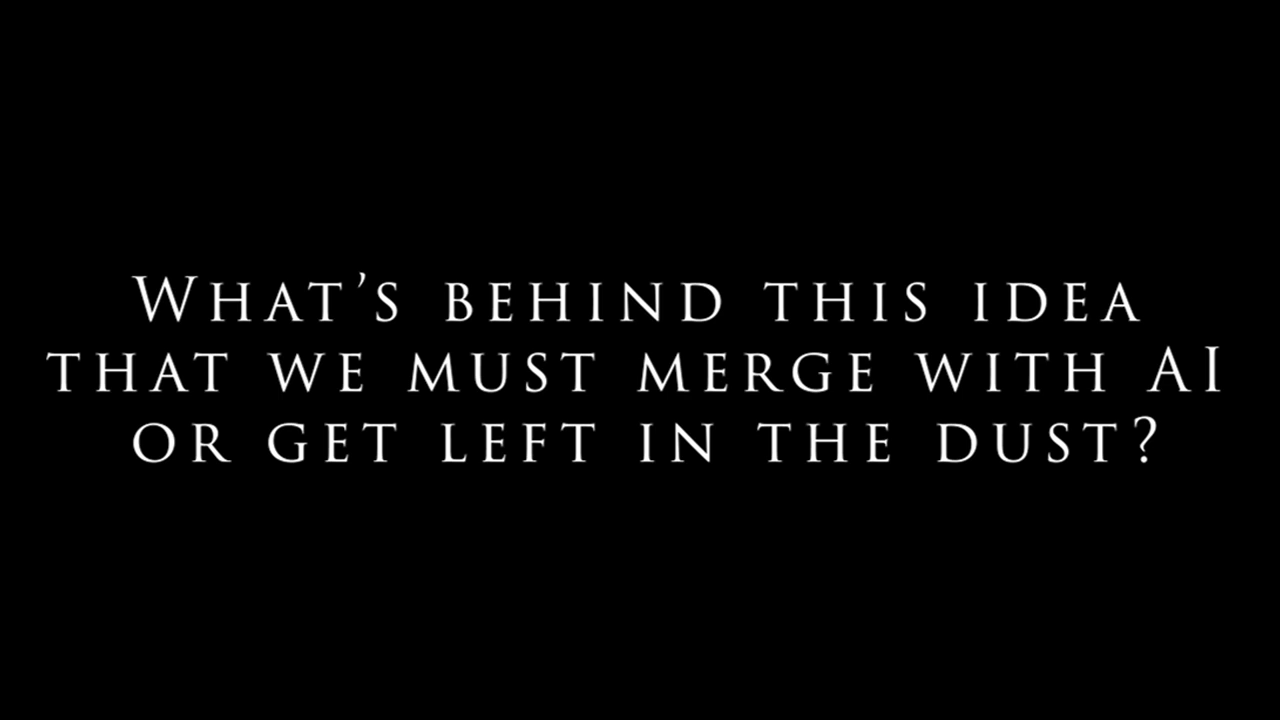 What's behind this idea
that we must merge with AI
or get left in the dust?